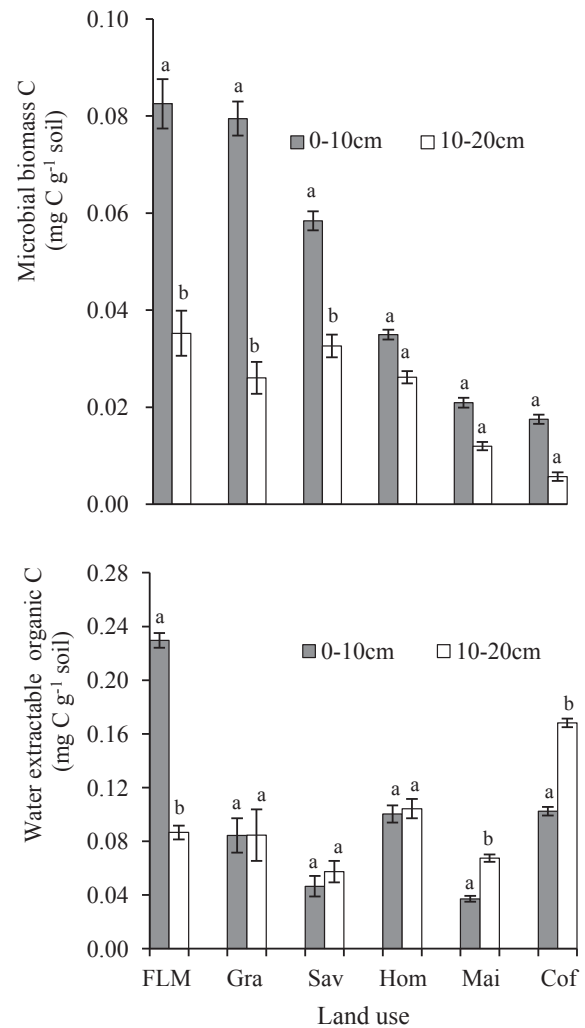 0.10
a
a
0.08
0-10cm 10-20cm
a
0.06
Microbial biomass C
(mg C g⁻¹ soil)
b
b
a
0.04
b
a
a
a
0.02
a
a
0.00
0.28
a
0-10cm 10-20cm
0.24
Water extractable organic C
(mg C g⁻¹ soil)
0.20
b
0.16
0.12
b
a
a
a
a
a
0.08
b
a
a
0.04
a
0.00
FLM Gra Sav Hom Mai Cof
Land use